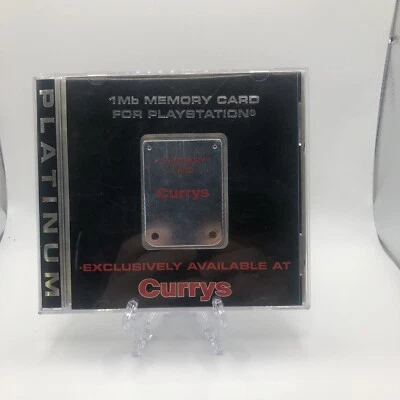 PLATINUM
1Mb MEMORY CARD
FOR PLAYSTATION
Currys
•EXCLUSIVELY AVAILABLE AT
Currys